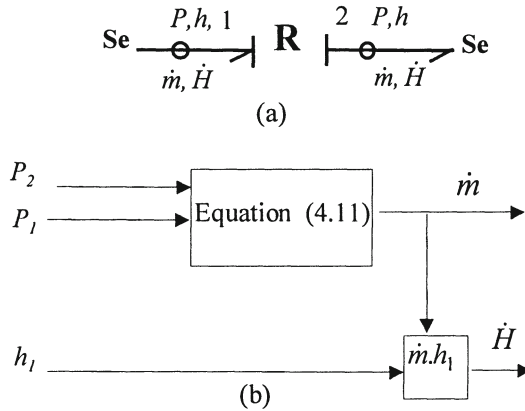 P,h, 1 2 P,h
Se R Se
ṁ, Ḣ ṁ, Ḣ
(a)
P₂
P₁ Equation (4.11) ṁ
h₁ ṁ.h₁ Ḣ
(b)